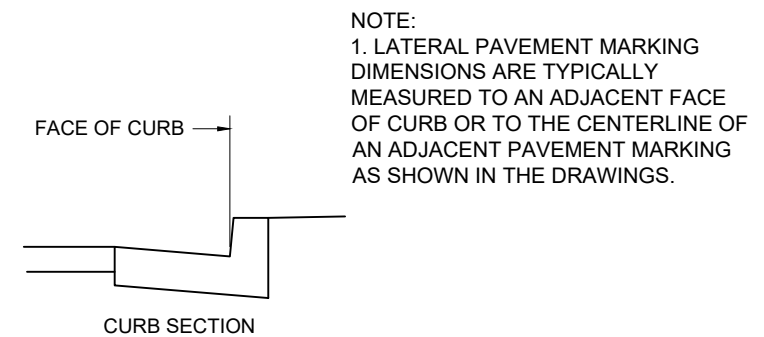 NOTE:
1. LATERAL PAVEMENT MARKING
DIMENSIONS ARE TYPICALLY
MEASURED TO AN ADJACENT FACE
OF CURB OR TO THE CENTERLINE OF
AN ADJACENT PAVEMENT MARKING
AS SHOWN IN THE DRAWINGS.
FACE OF CURB
CURB SECTION